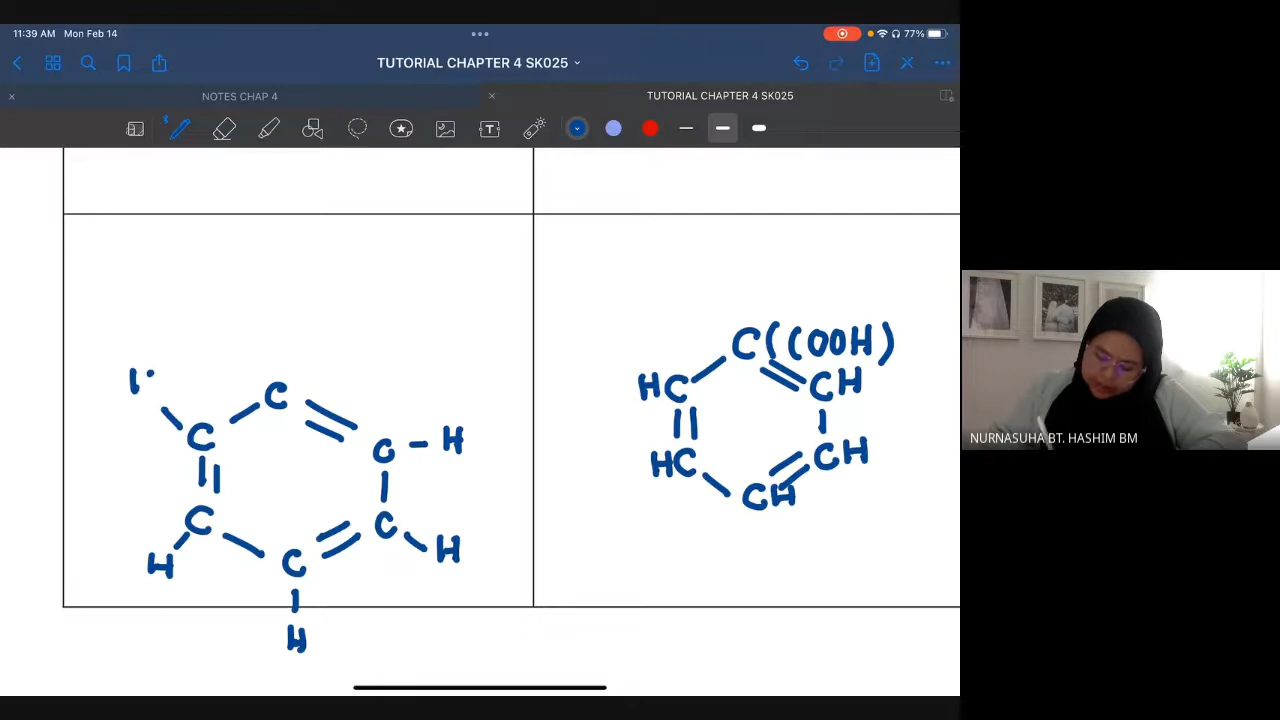 11:39 AM Mon Feb 14
77%
TUTORIAL CHAPTER 4 SK025
NOTES CHAP 4
TUTORIAL CHAPTER 4 SK025
T
C
C
C - H
C
H
C
H
C
H
C((OOH)
HC
CH
HC
CH
CH
NURNASUHA BT. HASHIM BM